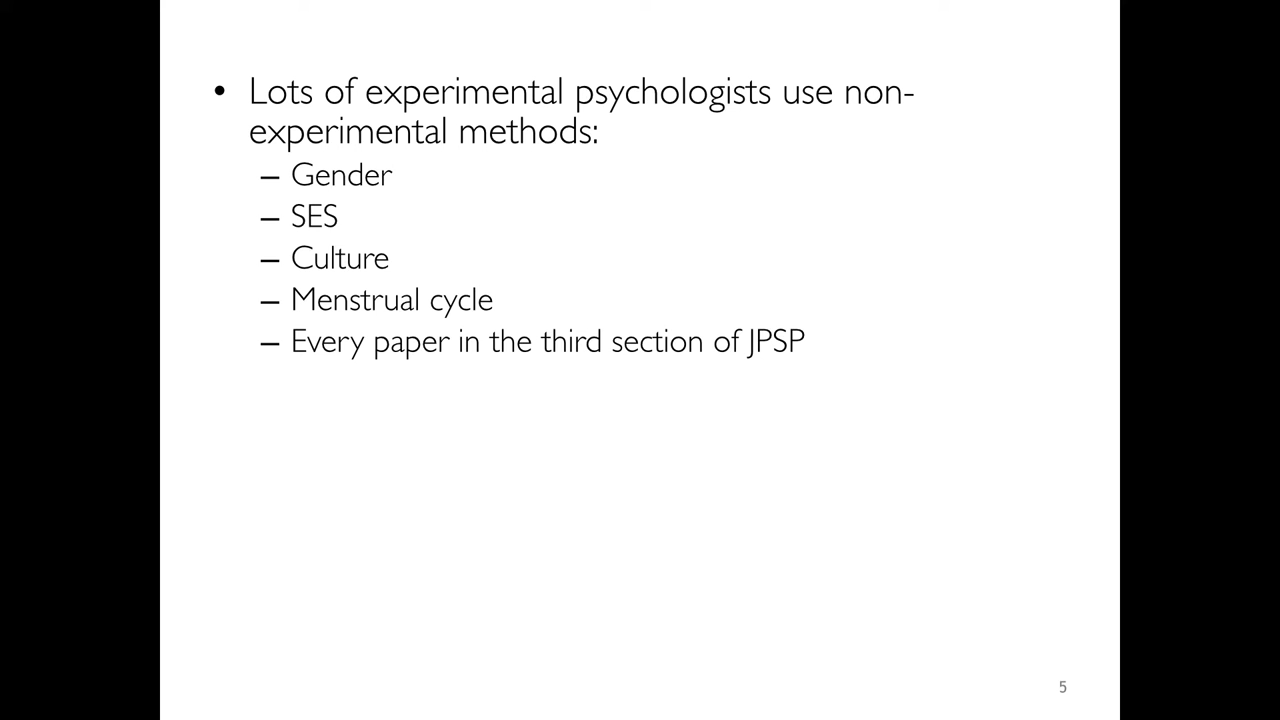 • Lots of experimental psychologists use non-
experimental methods:
– Gender
– SES
– Culture
– Menstrual cycle
– Every paper in the third section of JPSP
5